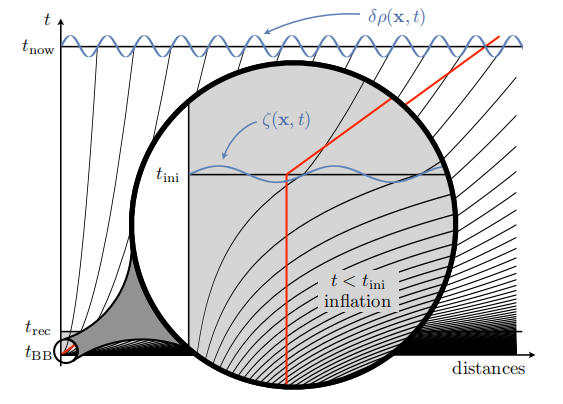 t
δρ(x, t)
t_now
ζ(x, t)
t_ini
t < t_ini
inflation
t_rec
t_BB
distances